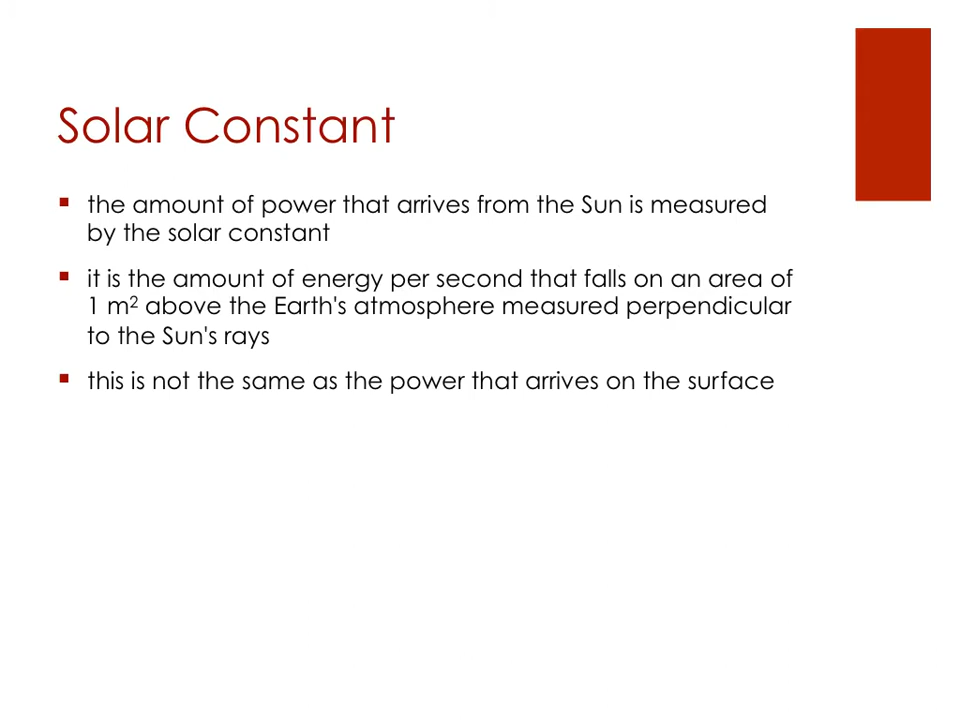 Solar Constant
▪ the amount of power that arrives from the Sun is measured
by the solar constant
▪ it is the amount of energy per second that falls on an area of
1 m² above the Earth's atmosphere measured perpendicular
to the Sun's rays
▪ this is not the same as the power that arrives on the surface